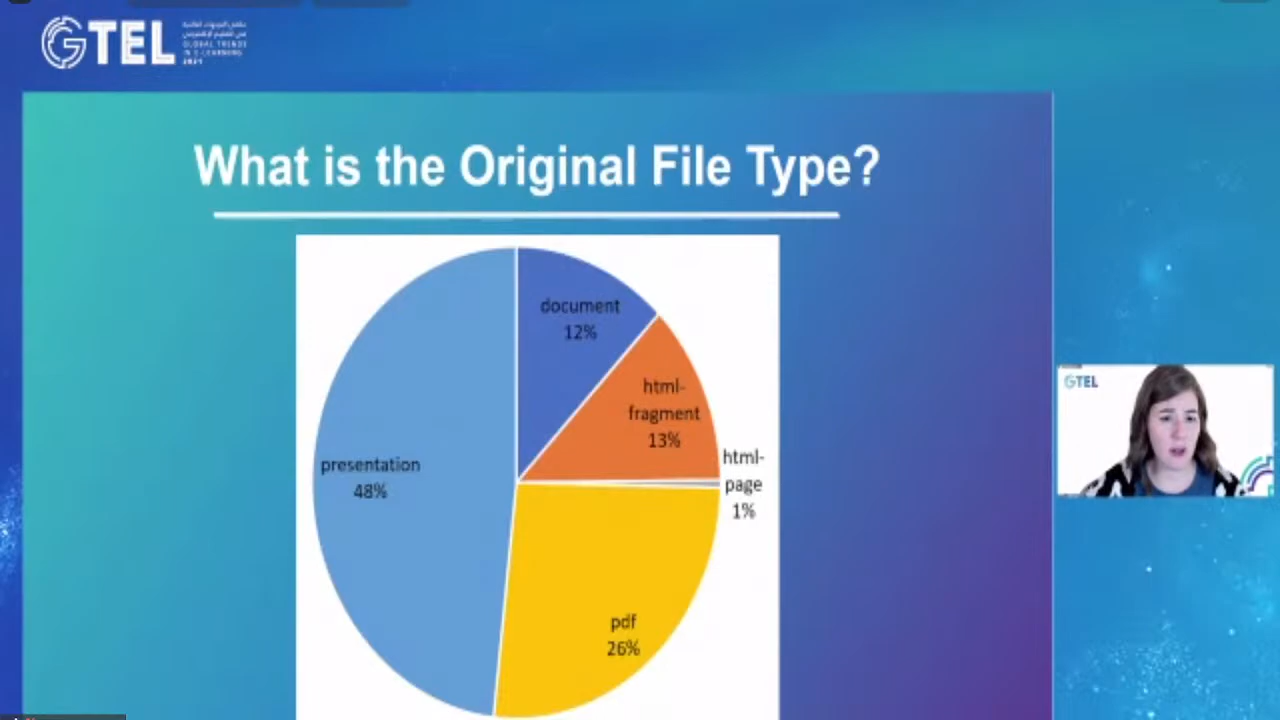 GTEL
GLOBAL TRENDS
IN E-LEARNING
2021
What is the Original File Type?
document
12%
html-
fragment
13%
html-
page
1%
presentation
48%
pdf
26%
GTEL